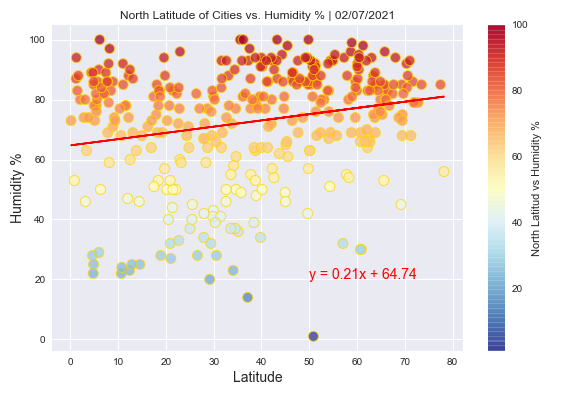 North Latitude of Cities vs. Humidity % | 02/07/2021
100
80
60
40
20
0
Humidity %
0 10 20 30 40 50 60 70 80
Latitude
y = 0.21x + 64.74
100
80
60
40
20
North Latitud vs Humidity %